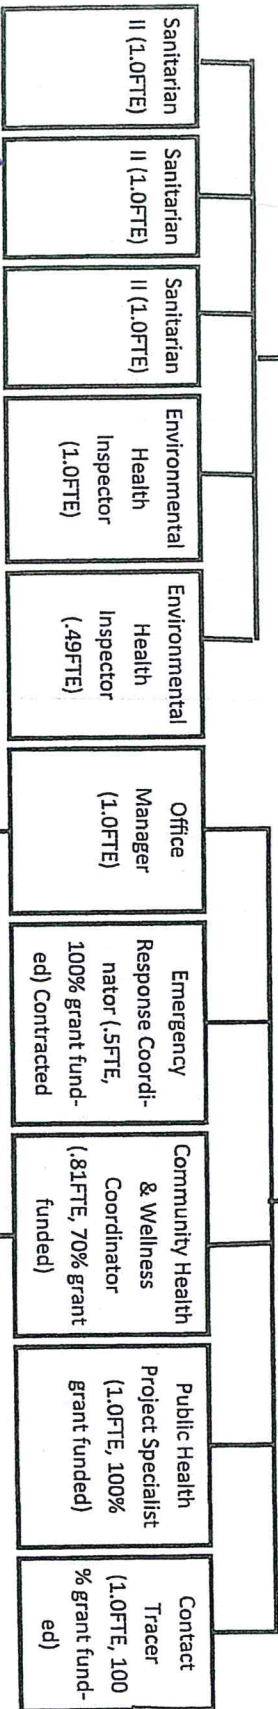 Sanitarian
II (1.0FTE)
Sanitarian
II (1.0FTE)
Sanitarian
II (1.0FTE)
Environmental
Health
Inspector
(1.0FTE)
Environmental
Health
Inspector
(.49FTE)
Office
Manager
(1.0FTE)
Emergency
Response Coordi-
nator (.5FTE,
100% grant fund-
ed) Contracted
Community Health
& Wellness
Coordinator
(.81FTE, 70% grant
funded)
Public Health
Project Specialist
(1.0FTE, 100%
grant funded)
Contact
Tracer
(1.0FTE, 100
% grant fund-
ed)